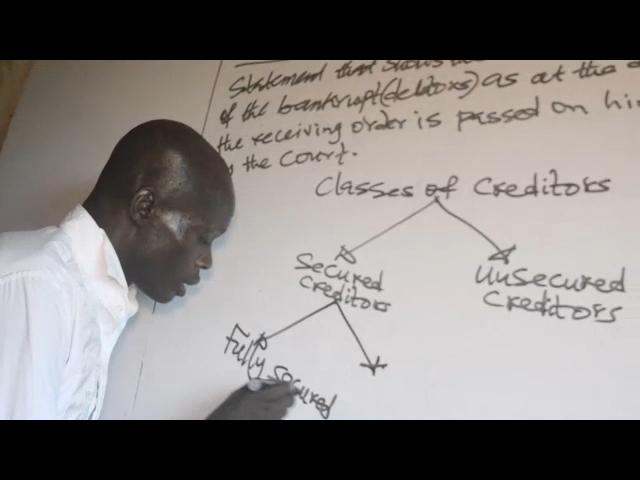 Statement that shows
of the bankrupt(debtors) as at the
the receiving order is passed on
the Court.
Classes of Creditors
Secured
Creditors
Unsecured
Creditors
Fully secured